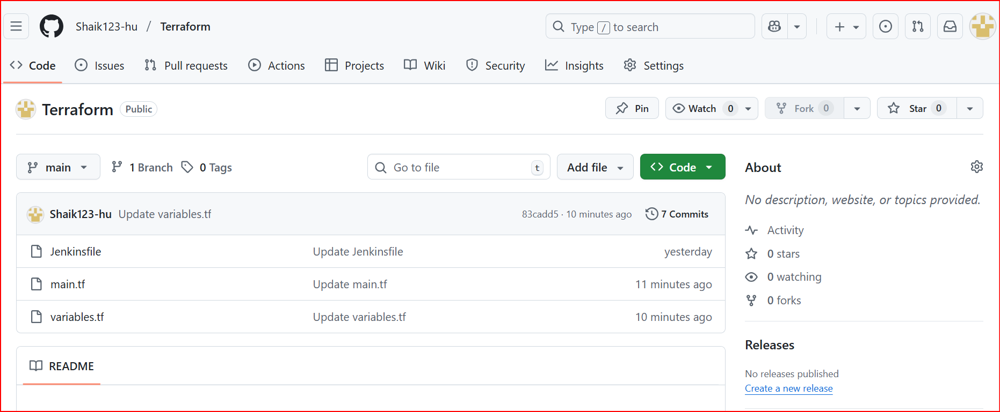 Shaik123-hu / Terraform
Type / to search
Code Issues Pull requests Actions Projects Wiki Security Insights Settings
Terraform Public
Pin Watch 0 Fork 0 Star 0
main 1 Branch 0 Tags
Go to file t
Add file
Code
Shaik123-hu Update variables.tf 83cadd5 · 10 minutes ago 7 Commits
Jenkinsfile Update Jenkinsfile yesterday
main.tf Update main.tf 11 minutes ago
variables.tf Update variables.tf 10 minutes ago
README
About
No description, website, or topics provided.
Activity
0 stars
0 watching
0 forks
Releases
No releases published
Create a new release